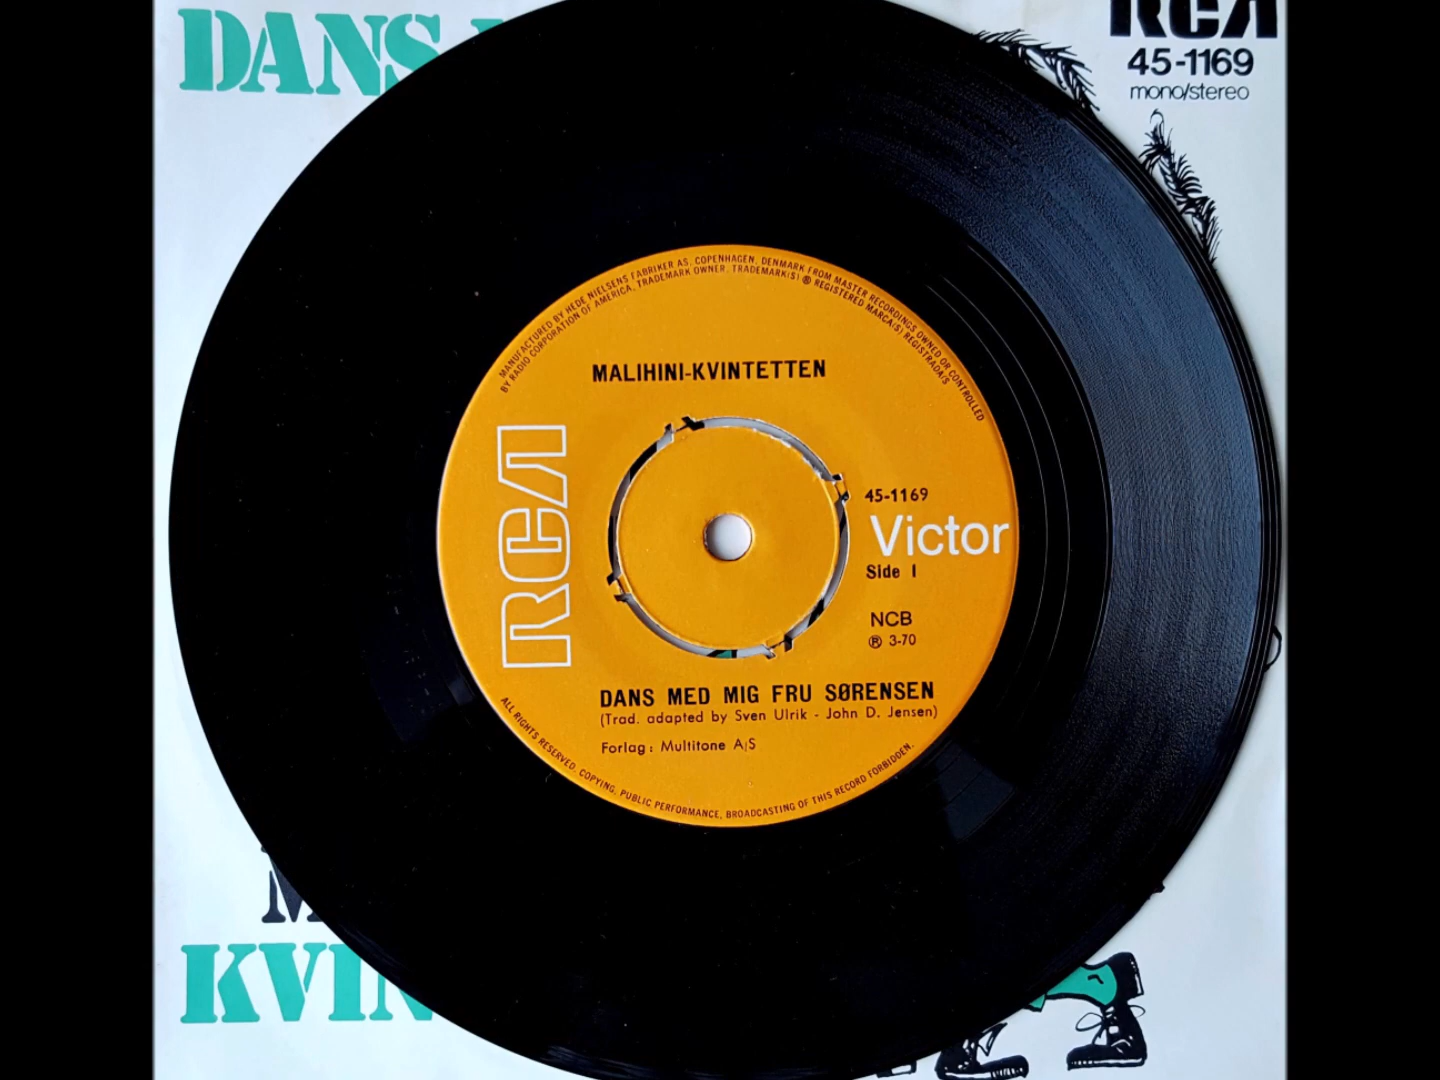 DANS
RCA
45-1169
mono/stereo
MANUFACTURED BY HEDE NIELSENS FABRIKER AS. COPENHAGEN, DENMARK FROM MASTER RECORDINGS OWNED OR CONTROLLED
BY RADIO CORPORATION OF AMERICA. TRADEMARK OWNER. TRADEMARK(S) ® REGISTERED MARCA(S) REGISTRADA(S
MALIHINI-KVINTETTEN
RCA
45-1169
Victor
Side 1
NCB
Ⓡ 3-70
DANS MED MIG FRU SØRENSEN
(Trad. adapted by Sven Ulrik - John D. Jensen)
Forlag: Multitone A/S
ALL RIGHTS RESERVED. COPYING, PUBLIC PERFORMANCE, BROADCASTING OF THIS RECORD FORBIDDEN.
M
KVIN